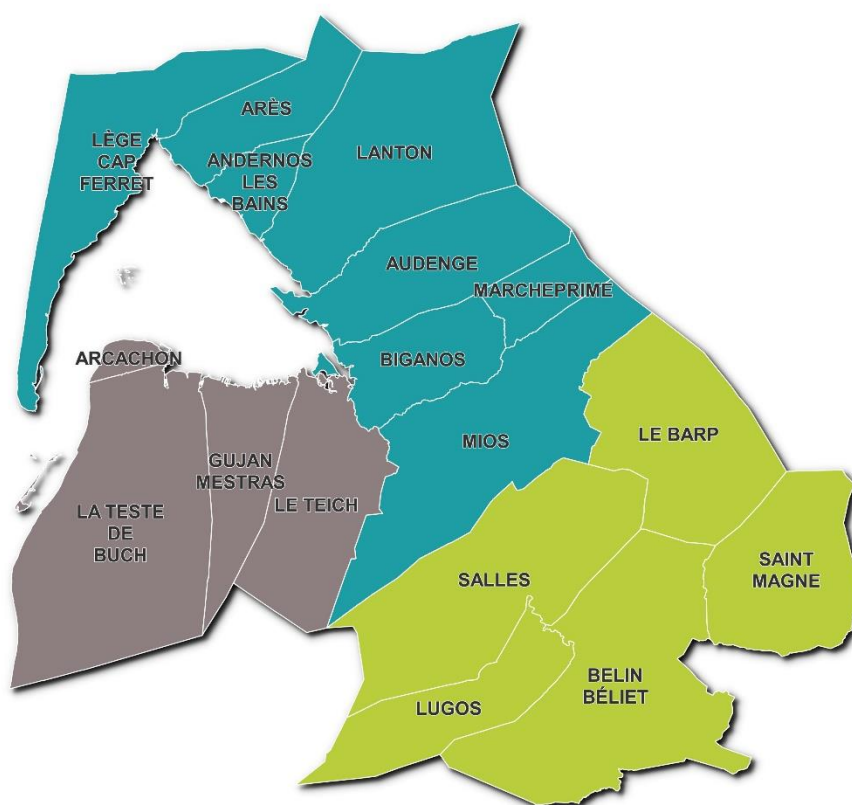 ARÈS
LÈGE
CAP
FERRET
ANDERNOS
LES
BAINS
LANTON
AUDENGE
MARCHEPRIME
ARCACHON
BIGANOS
MIOS
LE BARP
GUJAN
MESTRAS
LE TEICH
LA TESTE
DE
BUCH
SALLES
SAINT
MAGNE
BELIN
BÉLIET
LUGOS